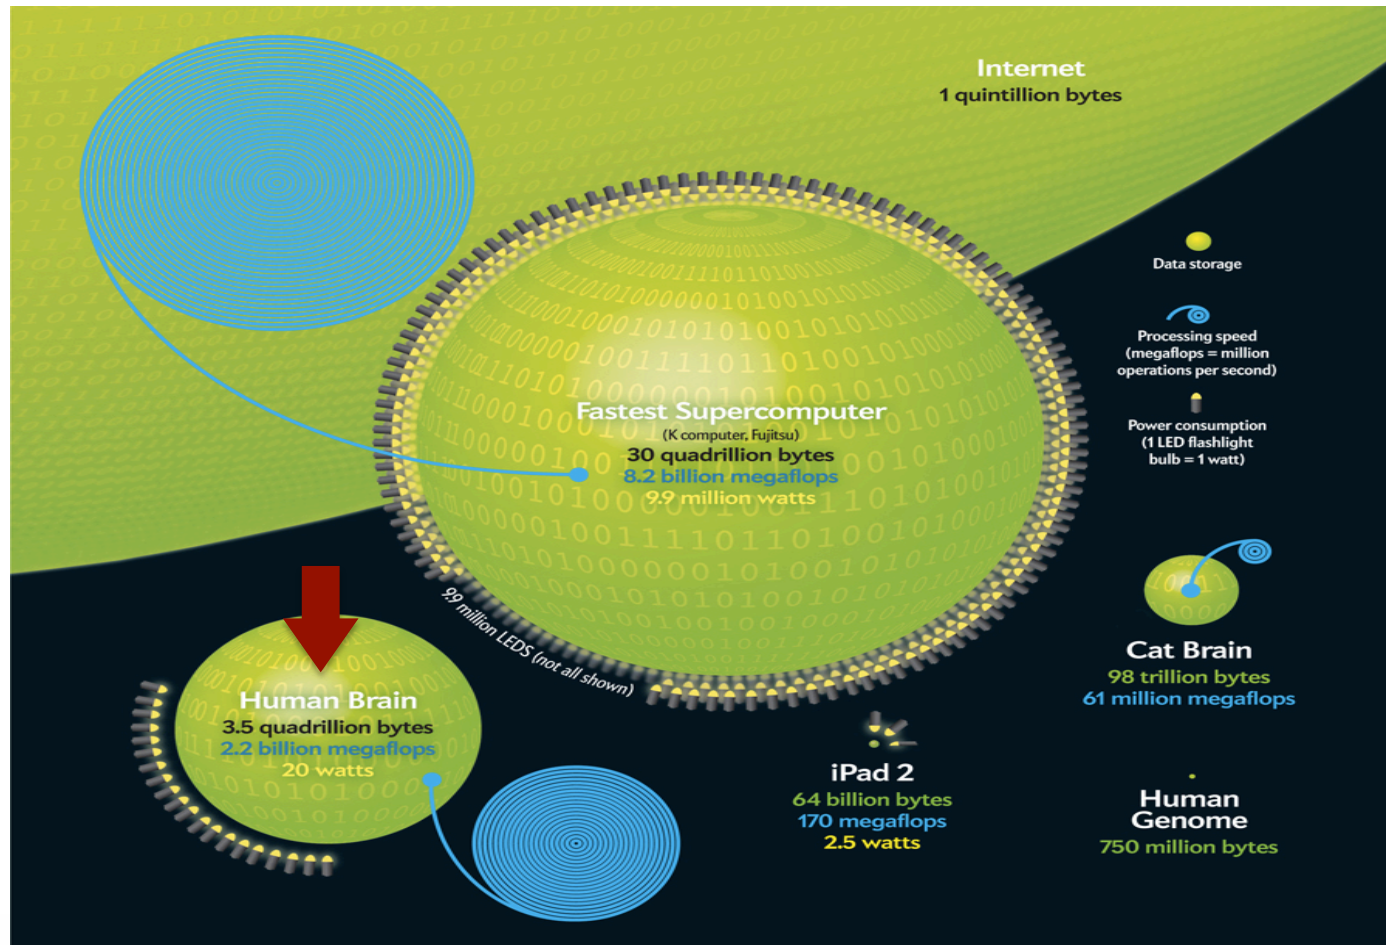 Internet
1 quintillion bytes
Data storage
Processing speed
(megaflops = million
operations per second)
Power consumption
(1 LED flashlight
bulb = 1 watt)
Fastest Supercomputer
(K computer, Fujitsu)
30 quadrillion bytes
8.2 billion megaflops
9.9 million watts
9.9 million LEDS (not all shown)
Human Brain
3.5 quadrillion bytes
2.2 billion megaflops
20 watts
iPad 2
64 billion bytes
170 megaflops
2.5 watts
Cat Brain
98 trillion bytes
61 million megaflops
Human
Genome
750 million bytes